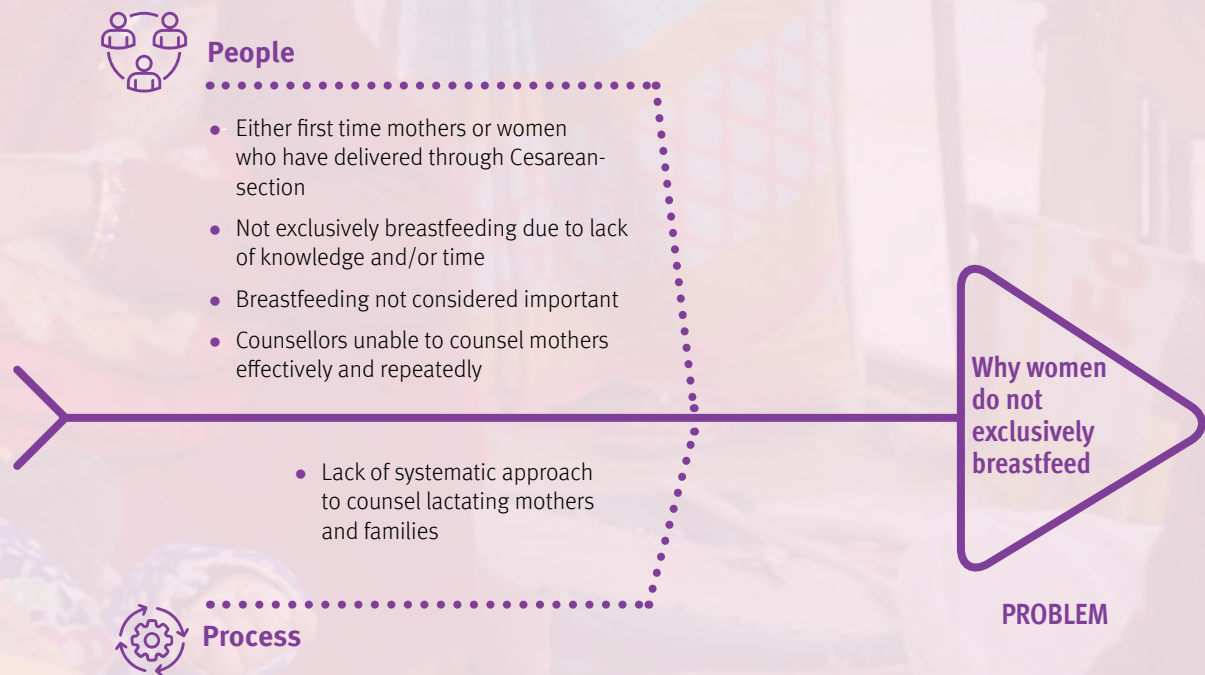 People
• Either first time mothers or women
who have delivered through Cesarean-
section
• Not exclusively breastfeeding due to lack
of knowledge and/or time
• Breastfeeding not considered important
• Counsellors unable to counsel mothers
effectively and repeatedly
Why women
do not
exclusively
breastfeed
• Lack of systematic approach
to counsel lactating mothers
and families
PROBLEM
Process